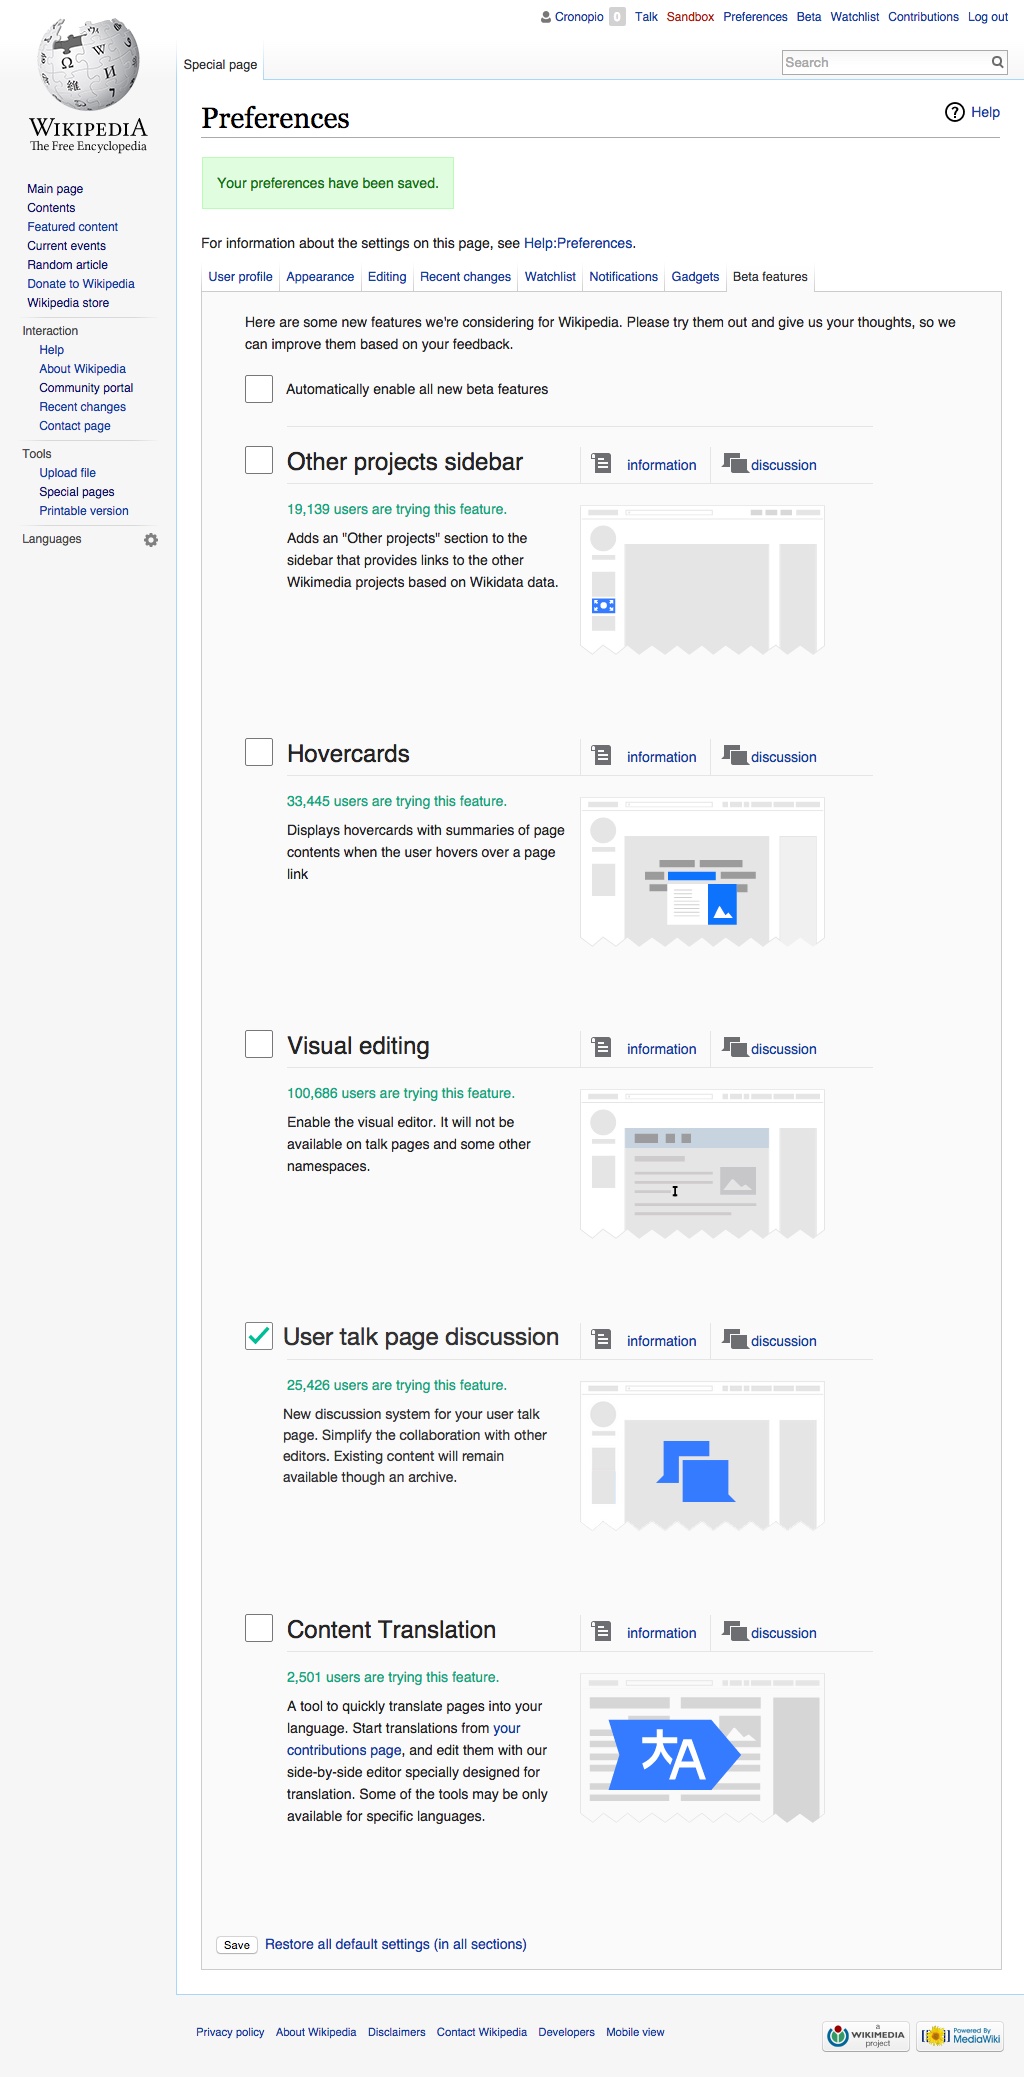 Cronopio 0 Talk Sandbox Preferences Beta Watchlist Contributions Log out
Special page
Search
WIKIPEDIA
The Free Encyclopedia
Main page
Contents
Featured content
Current events
Random article
Donate to Wikipedia
Wikipedia store
Interaction
Help
About Wikipedia
Community portal
Recent changes
Contact page
Tools
Upload file
Special pages
Printable version
Languages
Preferences
Help
Your preferences have been saved.
For information about the settings on this page, see Help:Preferences.
User profile Appearance Editing Recent changes Watchlist Notifications Gadgets Beta features
Here are some new features we're considering for Wikipedia. Please try them out and give us your thoughts, so we
can improve them based on your feedback.
Automatically enable all new beta features
Other projects sidebar information discussion
19,139 users are trying this feature.
Adds an "Other projects" section to the
sidebar that provides links to the other
Wikimedia projects based on Wikidata data.
Hovercards information discussion
33,445 users are trying this feature.
Displays hovercards with summaries of page
contents when the user hovers over a page
link
Visual editing information discussion
100,686 users are trying this feature.
Enable the visual editor. It will not be
available on talk pages and some other
namespaces.
User talk page discussion information discussion
25,426 users are trying this feature.
New discussion system for your user talk
page. Simplify the collaboration with other
editors. Existing content will remain
available though an archive.
Content Translation information discussion
2,501 users are trying this feature.
A tool to quickly translate pages into your
language. Start translations from your
contributions page, and edit them with our
side-by-side editor specially designed for
translation. Some of the tools may be only
available for specific languages.
Save Restore all default settings (in all sections)
Privacy policy About Wikipedia Disclaimers Contact Wikipedia Developers Mobile view
a
WIKIMEDIA
project
Powered By
MediaWiki